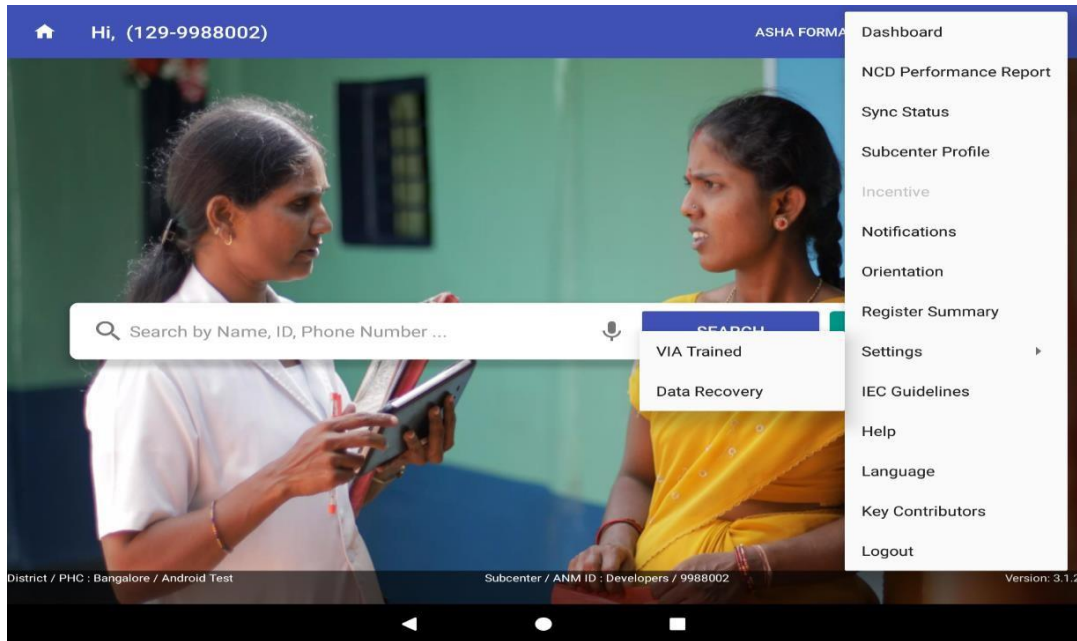 Hi, (129-9988002)
ASHA FORMA
Dashboard
NCD Performance Report
Sync Status
Subcenter Profile
Incentive
Notifications
Orientation
Register Summary
Settings
IEC Guidelines
Help
Language
Key Contributors
Logout
Search by Name, ID, Phone Number ...
SEARCH
VIA Trained
Data Recovery
District / PHC : Bangalore / Android Test
Subcenter / ANM ID : Developers / 9988002
Version: 3.1.2